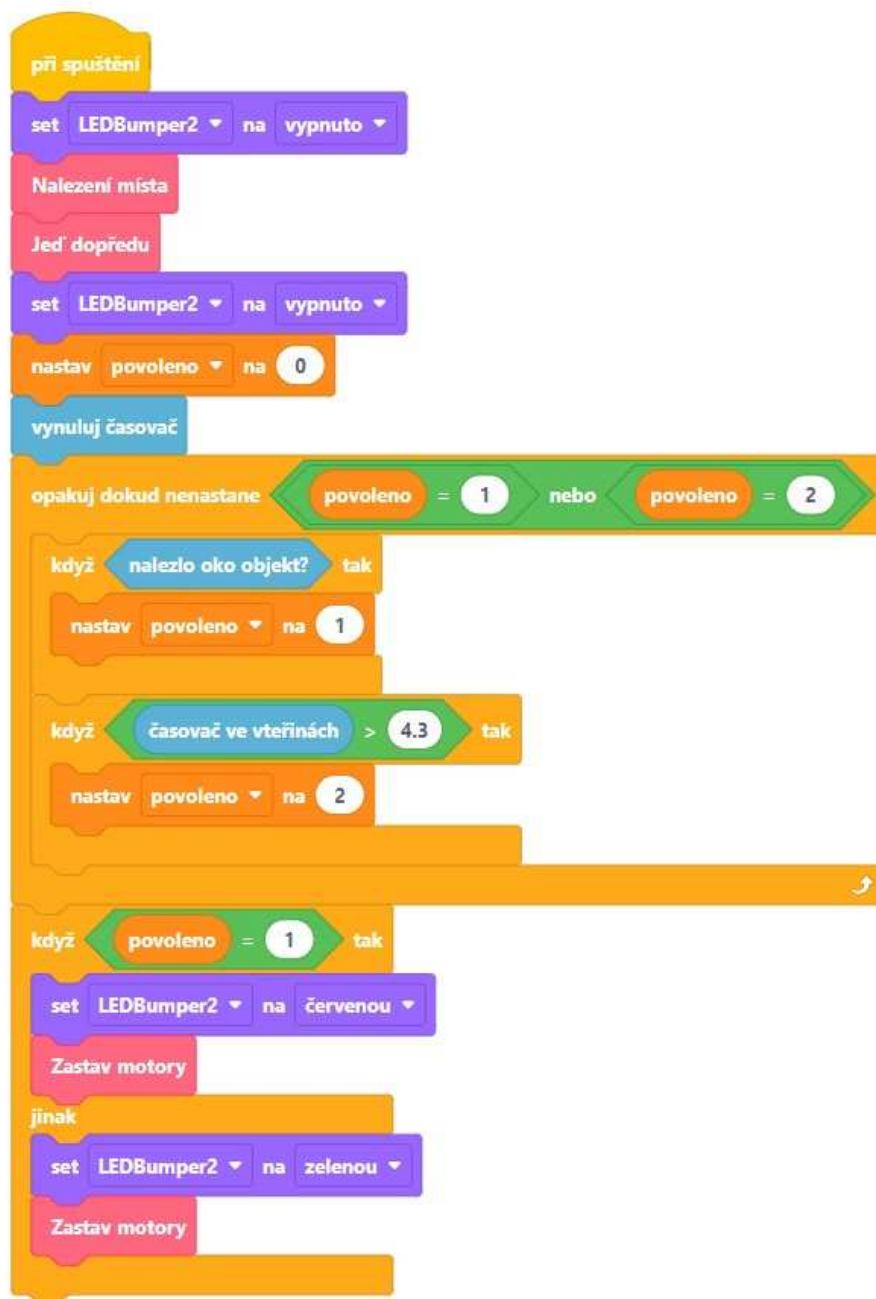 při spuštění
set LEDBumper2 na vypnuto
Nalezení místa
Jeď dopředu
set LEDBumper2 na vypnuto
nastav povoleno na 0
vynuluj časovač
opakuj dokud nenastane povoleno = 1 nebo povoleno = 2
když nalezlo oko objekt? tak
nastav povoleno na 1
když časovač ve vteřinách > 4.3 tak
nastav povoleno na 2
když povoleno = 1 tak
set LEDBumper2 na červenou
Zastav motory
jinak
set LEDBumper2 na zelenou
Zastav motory